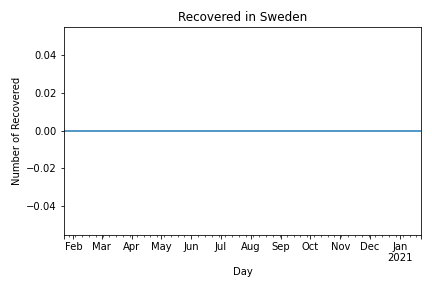 Recovered in Sweden
Number of Recovered
0.04
0.02
0.00
−0.02
−0.04
Feb Mar Apr May Jun Jul Aug Sep Oct Nov Dec Jan
2021
Day